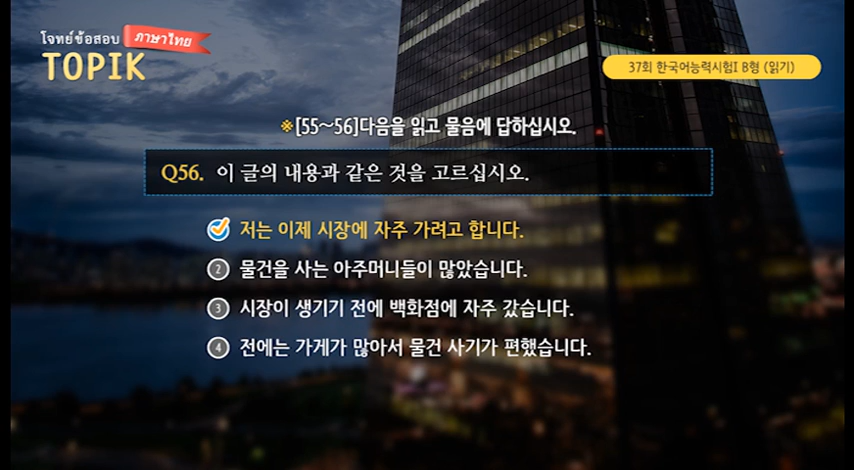 โจทย์ข้อสอบ ภาษาไทย
TOPIK
37회 한국어능력시험I B형 (읽기)
※[55~56]다음을 읽고 물음에 답하십시오.
Q56. 이 글의 내용과 같은 것을 고르십시오.
저는 이제 시장에 자주 가려고 합니다.
2 물건을 사는 아주머니들이 많았습니다.
3 시장이 생기기 전에 백화점에 자주 갔습니다.
4 전에는 가게가 많아서 물건 사기가 편했습니다.